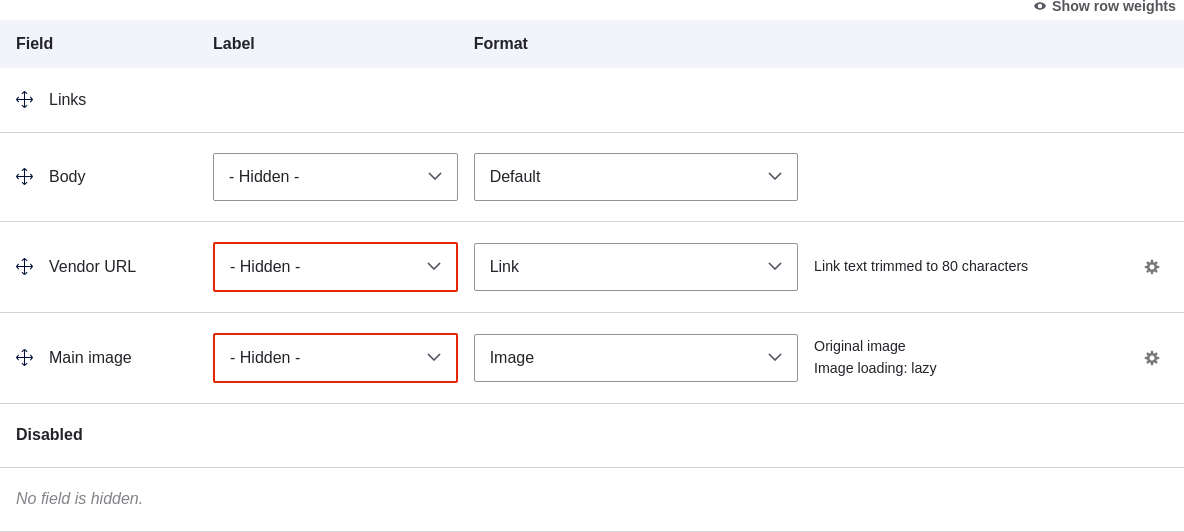 Show row weights
Field Label Format
Links
Body - Hidden - Default
Vendor URL - Hidden - Link Link text trimmed to 80 characters
Main image - Hidden - Image Original image
Image loading: lazy
Disabled
No field is hidden.